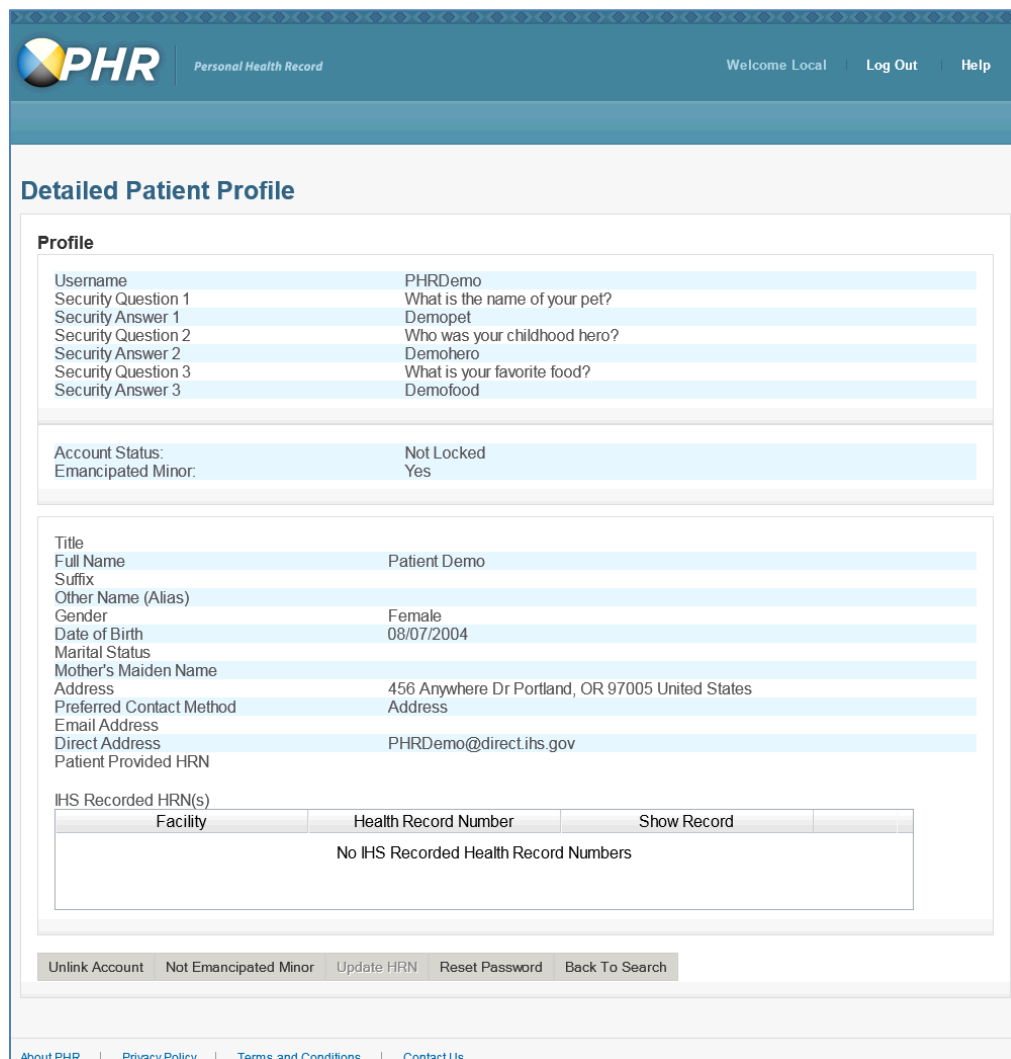 PHR Personal Health Record Welcome Local Log Out Help
Detailed Patient Profile
Profile
Username PHRDemo
Security Question 1 What is the name of your pet?
Security Answer 1 Demopet
Security Question 2 Who was your childhood hero?
Security Answer 2 Demohero
Security Question 3 What is your favorite food?
Security Answer 3 Demofood
Account Status: Not Locked
Emancipated Minor: Yes
Title
Full Name Patient Demo
Suffix
Other Name (Alias)
Gender Female
Date of Birth 08/07/2004
Marital Status
Mother's Maiden Name
Address 456 Anywhere Dr Portland, OR 97005 United States
Preferred Contact Method Address
Email Address
Direct Address PHRDemo@direct.ihs.gov
Patient Provided HRN
IHS Recorded HRN(s)
Facility Health Record Number Show Record
No IHS Recorded Health Record Numbers
Unlink Account Not Emancipated Minor Update HRN Reset Password Back To Search
About PHR | Privacy Policy | Terms and Conditions | Contact Us